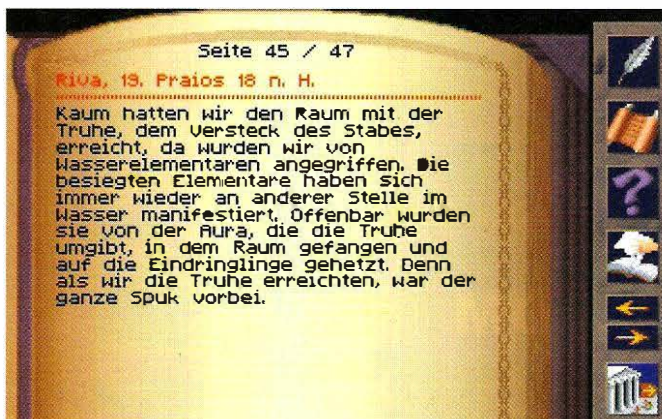 Seite 45 / 47
Riva, 19. Praios 18 n. H.
Kaum hatten wir den Raum mit der
Truhe, dem Versteck des Stabes,
erreicht, da wurden wir von
Wasserelementaren angegriffen. Die
besiegten Elementare haben sich
immer wieder an anderer Stelle im
Wasser manifestiert. Offenbar wurden
sie von der Aura, die die Truhe
umgibt, in dem Raum gefangen und
auf die Eindringlinge gehetzt. Denn
als wir die Truhe erreichten, war der
ganze Spuk vorbei.